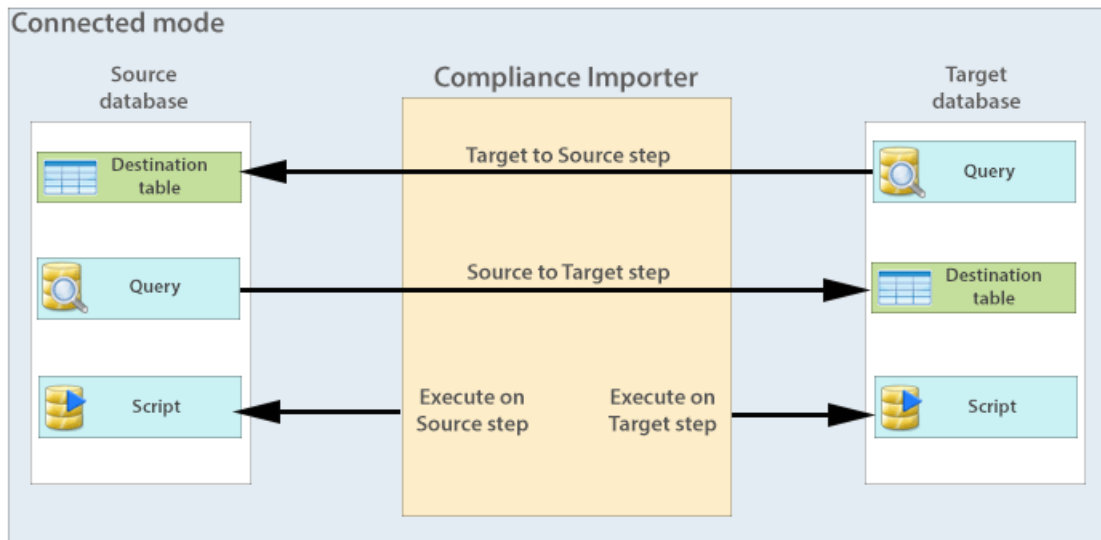 Connected mode
Source
database
Compliance Importer
Target
database
Destination
table
Target to Source step
Query
Query
Source to Target step
Destination
table
Script
Execute on
Source step
Execute on
Target step
Script